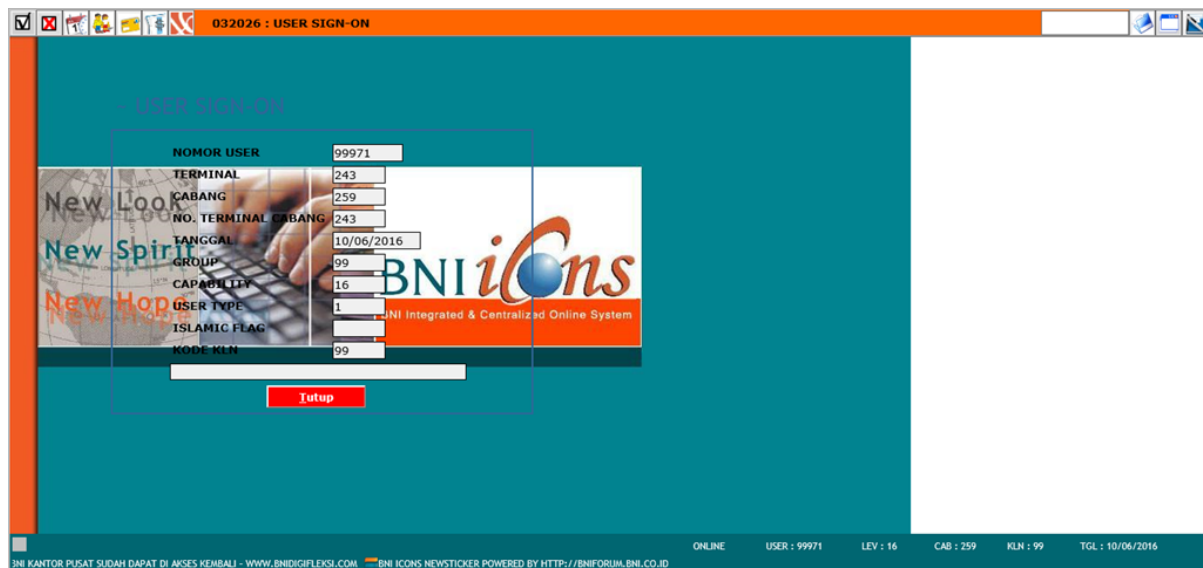 032026 : USER SIGN-ON
- USER SIGN-ON
NOMOR USER 99971
TERMINAL 243
CABANG 259
NO. TERMINAL CABANG 243
TANGGAL 10/06/2016
GROUP 99
CAPABILITY 16
USER TYPE 1
ISLAMIC FLAG
KODE KLN 99
Tutup
New Look
New Spirit
New Hope
BNI icons
BNI Integrated & Centralized Online System
ONLINE USER : 99971 LEV : 16 CAB : 259 KLN : 99 TGL : 10/06/2016
BNI KANTOR PUSAT SUDAH DAPAT DI AKSES KEMBALI - WWW.BNIDIGIFLEKSI.COM BNI ICONS NEWSTICKER POWERED BY HTTP://BNIFORUM.BNI.CO.ID